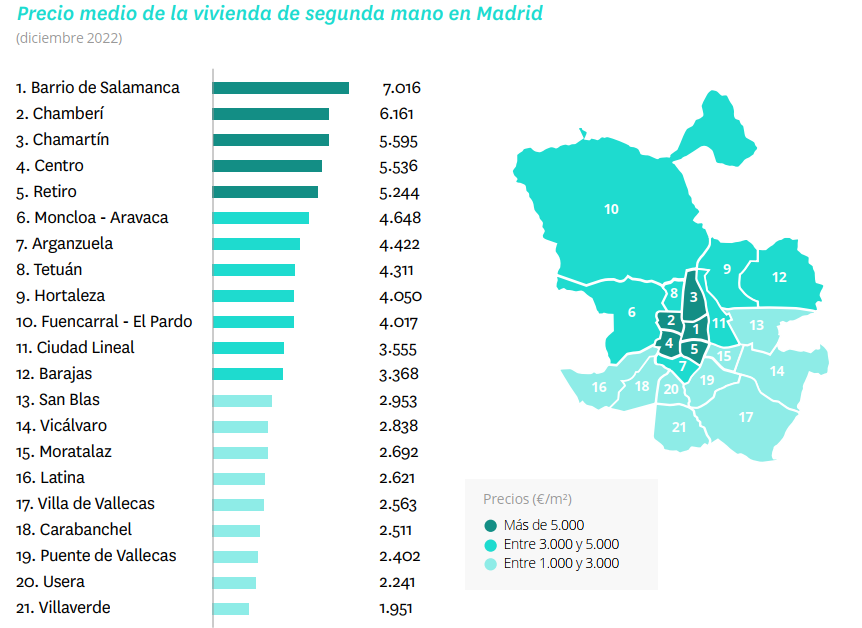 Precio medio de la vivienda de segunda mano en Madrid
(diciembre 2022)
1. Barrio de Salamanca 7.016
2. Chamberí 6.161
3. Chamartín 5.595
4. Centro 5.536
5. Retiro 5.244
6. Moncloa - Aravaca 4.648
7. Arganzuela 4.422
8. Tetuán 4.311
9. Hortaleza 4.050
10. Fuencarral - El Pardo 4.017
11. Ciudad Lineal 3.555
12. Barajas 3.368
13. San Blas 2.953
14. Vicálvaro 2.838
15. Moratalaz 2.692
16. Latina 2.621
17. Villa de Vallecas 2.563
18. Carabanchel 2.511
19. Puente de Vallecas 2.402
20. Usera 2.241
21. Villaverde 1.951
10
9
12
8
3
6
2
1
11
13
4
5
15
7
14
16
18
20
19
17
21
Precios (€/m²)
Más de 5.000
Entre 3.000 y 5.000
Entre 1.000 y 3.000